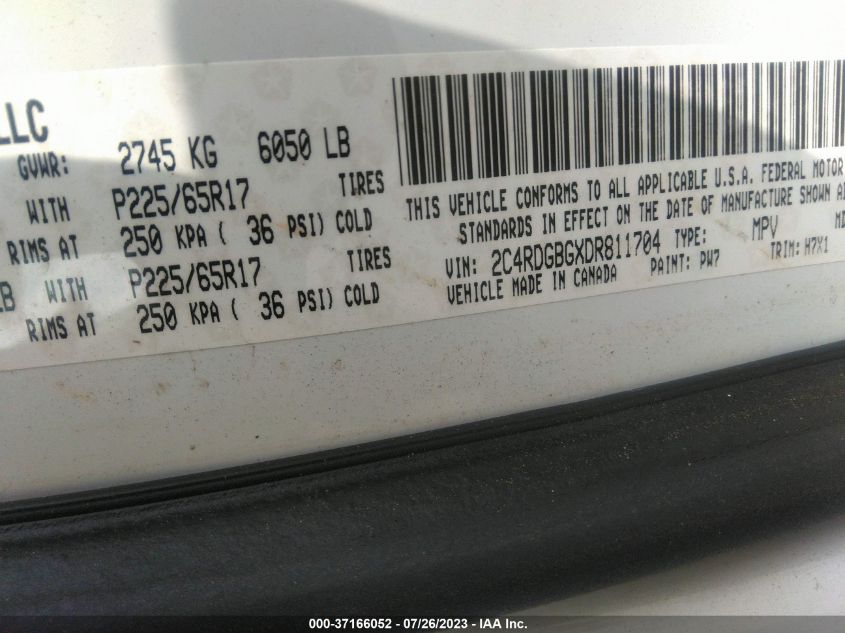 LLC
GVWR: 2745 KG 6050 LB
WITH P225/65R17 TIRES
RIMS AT 250 KPA ( 36 PSI) COLD
LB WITH P225/65R17 TIRES
RIMS AT 250 KPA ( 36 PSI) COLD
THIS VEHICLE CONFORMS TO ALL APPLICABLE U.S.A. FEDERAL MOTOR
STANDARDS IN EFFECT ON THE DATE OF MANUFACTURE SHOWN
VIN: 2C4RDGBGXDR811704 TYPE: MPV
VEHICLE MADE IN CANADA PAINT: PW7 TRIM: H7X1
000-37166052 - 07/26/2023 - IAA Inc.